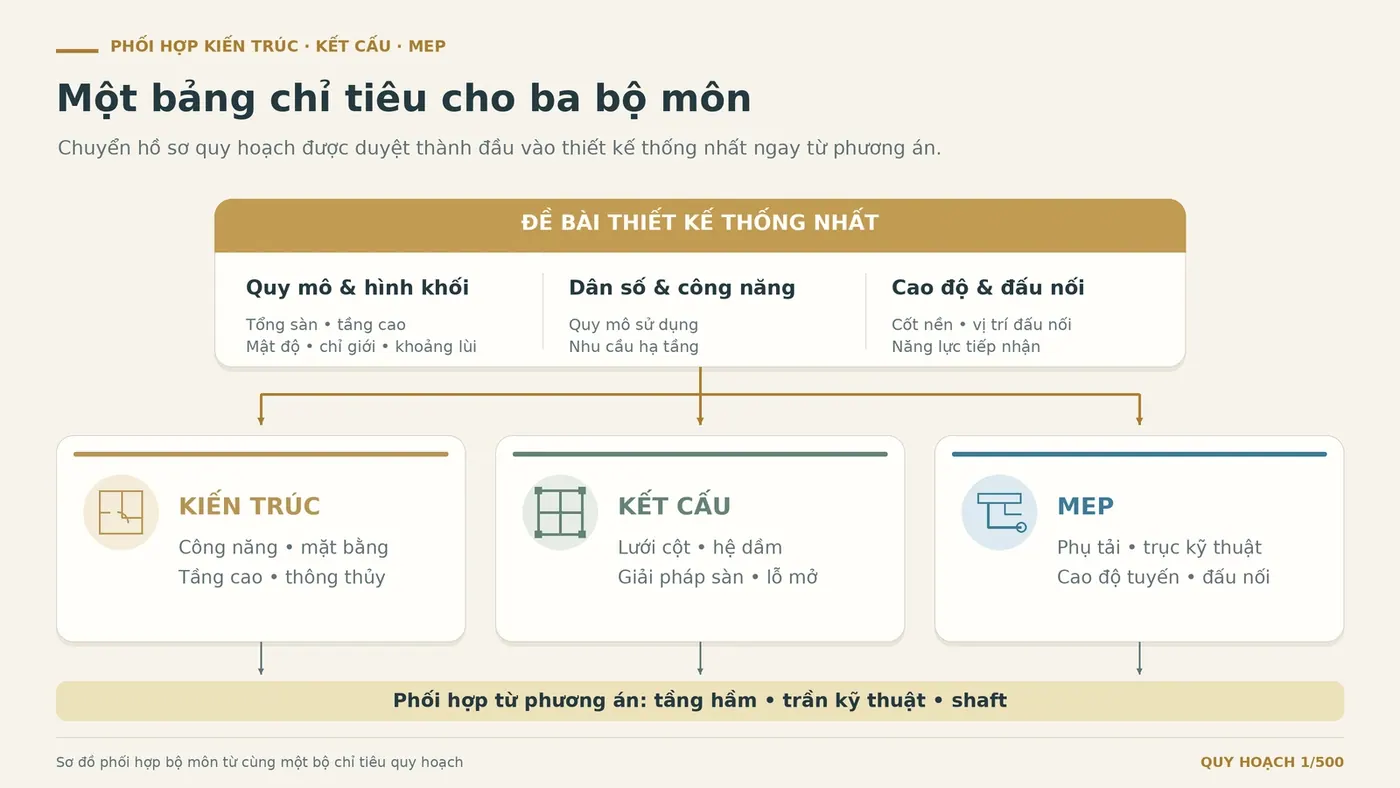 PHỐI HỢP KIẾN TRÚC · KẾT CẤU · MEP
Một bảng chỉ tiêu cho ba bộ môn
Chuyển hồ sơ quy hoạch được duyệt thành đầu vào thiết kế thống nhất ngay từ phương án.
ĐỀ BÀI THIẾT KẾ THỐNG NHẤT
Quy mô & hình khối
Tổng sàn • tầng cao
Mật độ • chỉ giới • khoảng lùi
Dân số & công năng
Quy mô sử dụng
Nhu cầu hạ tầng
Cao độ & đấu nối
Cốt nền • vị trí đấu nối
Năng lực tiếp nhận
KIẾN TRÚC
Công năng • mặt bằng
Tầng cao • thông thủy
KẾT CẤU
Lưới cột • hệ dầm
Giải pháp sàn • lỗ mở
MEP
Phụ tải • trục kỹ thuật
Cao độ tuyến • đấu nối
Phối hợp từ phương án: tầng hầm • trần kỹ thuật • shaft
Sơ đồ phối hợp bộ môn từ cùng một bộ chỉ tiêu quy hoạch
QUY HOẠCH 1/500